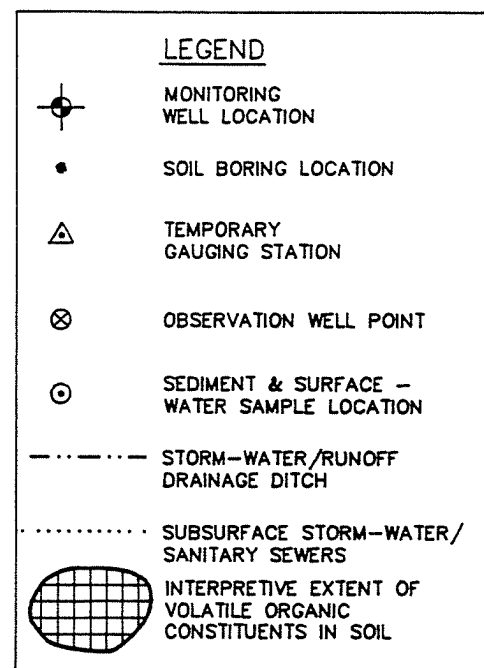 LEGEND
MONITORING
WELL LOCATION
SOIL BORING LOCATION
TEMPORARY
GAUGING STATION
OBSERVATION WELL POINT
SEDIMENT & SURFACE –
WATER SAMPLE LOCATION
STORM–WATER/RUNOFF
DRAINAGE DITCH
SUBSURFACE STORM–WATER/
SANITARY SEWERS
INTERPRETIVE EXTENT OF
VOLATILE ORGANIC
CONSTITUENTS IN SOIL